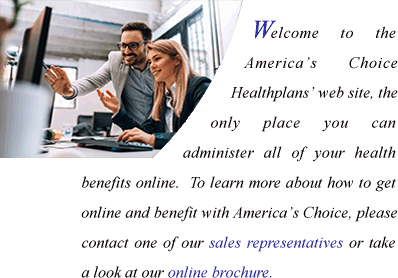 Welcome to the
America's Choice
Healthplans' web site, the
only place you can
administer all of your health
benefits online. To learn more about how to get
online and benefit with America's Choice, please
contact one of our sales representatives or take
a look at our online brochure.